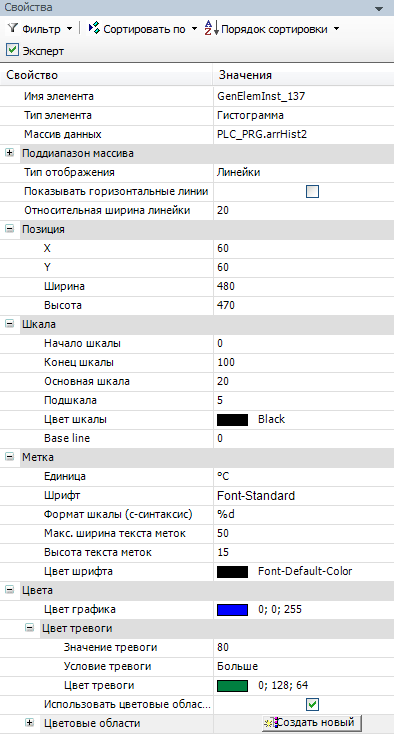 Свойства
Фильтр Сортировать по Порядок сортировки
Эксперт
Свойство Значения
Имя элемента GenElemInst_137
Тип элемента Гистограмма
Массив данных PLC_PRG.arrHist2
Поддиапазон массива
Тип отображения Линейки
Показывать горизонтальные линии
Относительная ширина линейки 20
Позиция
X 60
Y 60
Ширина 480
Высота 470
Шкала
Начало шкалы 0
Конец шкалы 100
Основная шкала 20
Подшкала 5
Цвет шкалы Black
Base line 0
Метка
Единица °C
Шрифт Font-Standard
Формат шкалы (с-синтаксис) %d
Макс. ширина текста меток 50
Высота текста меток 15
Цвет шрифта Font-Default-Color
Цвета
Цвет графика 0; 0; 255
Цвет тревоги
Значение тревоги 80
Условие тревоги Больше
Цвет тревоги 0; 128; 64
Использовать цветовые облас...
Цветовые области Создать новый